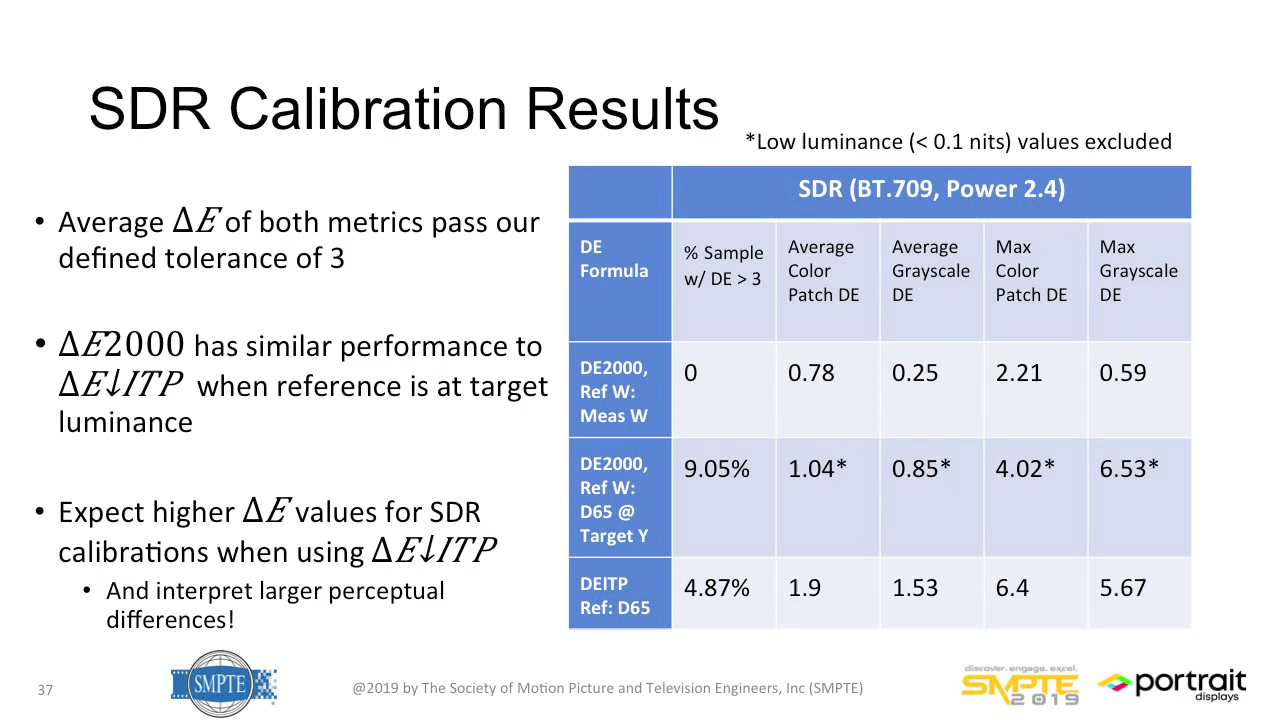 SDR Calibration Results
*Low luminance (< 0.1 nits) values excluded
• Average ΔE of both metrics pass our
defined tolerance of 3
• ΔE2000 has similar performance to
ΔE↓ITP when reference is at target
luminance
• Expect higher ΔE values for SDR
calibrations when using ΔE↓ITP
• And interpret larger perceptual
differences!
SDR (BT.709, Power 2.4)
DE
Formula
% Sample
w/ DE > 3
Average
Color
Patch DE
Average
Grayscale
DE
Max
Color
Patch DE
Max
Grayscale
DE
DE2000,
Ref W:
Meas W
0
0.78
0.25
2.21
0.59
DE2000,
Ref W:
D65 @
Target Y
9.05%
1.04*
0.85*
4.02*
6.53*
DEITP
Ref: D65
4.87%
1.9
1.53
6.4
5.67
37
SMPTE
@2019 by The Society of Motion Picture and Television Engineers, Inc (SMPTE)
discover. engage. excel.
SMPTE
2019
portrait
displays